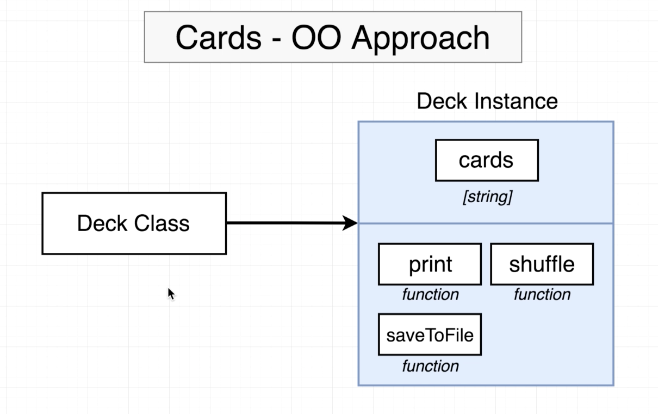 Cards - OO Approach
Deck Instance
cards
[string]
Deck Class
print
shuffle
function
function
saveToFile
function